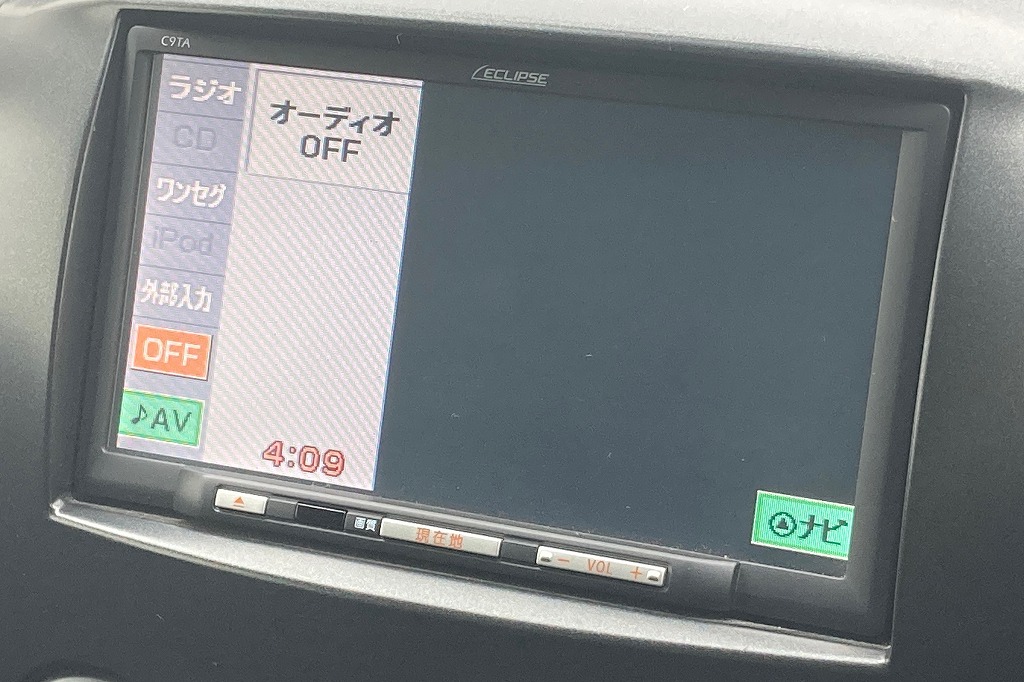 C9TA
ECLIPSE
ラジオ
CD
ワンセグ
iPod
外部入力
OFF
♪AV
オーディオ
OFF
4:09
ナビ
画質
現在地
− VOL +